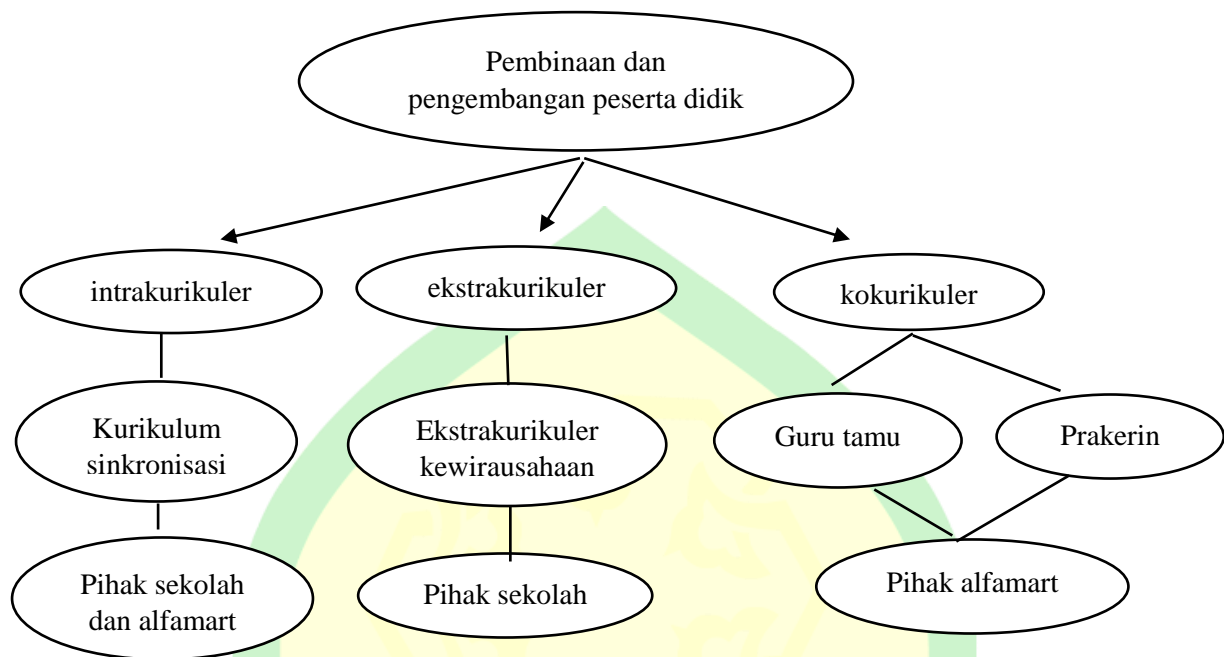 Pembinaan dan
pengembangan peserta didik
intrakurikuler
ekstrakurikuler
kokurikuler
Kurikulum
sinkronisasi
Ekstrakurikuler
kewirausahaan
Guru tamu
Prakerin
Pihak sekolah
dan alfamart
Pihak sekolah
Pihak alfamart